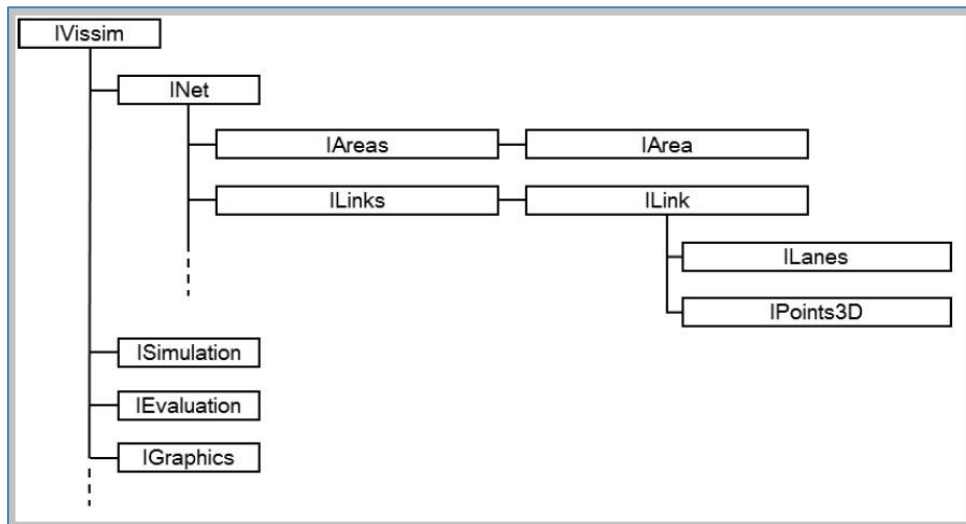 IVissim
INet
IAreas
IArea
ILinks
ILink
ILanes
IPoints3D
ISimulation
IEvaluation
IGraphics